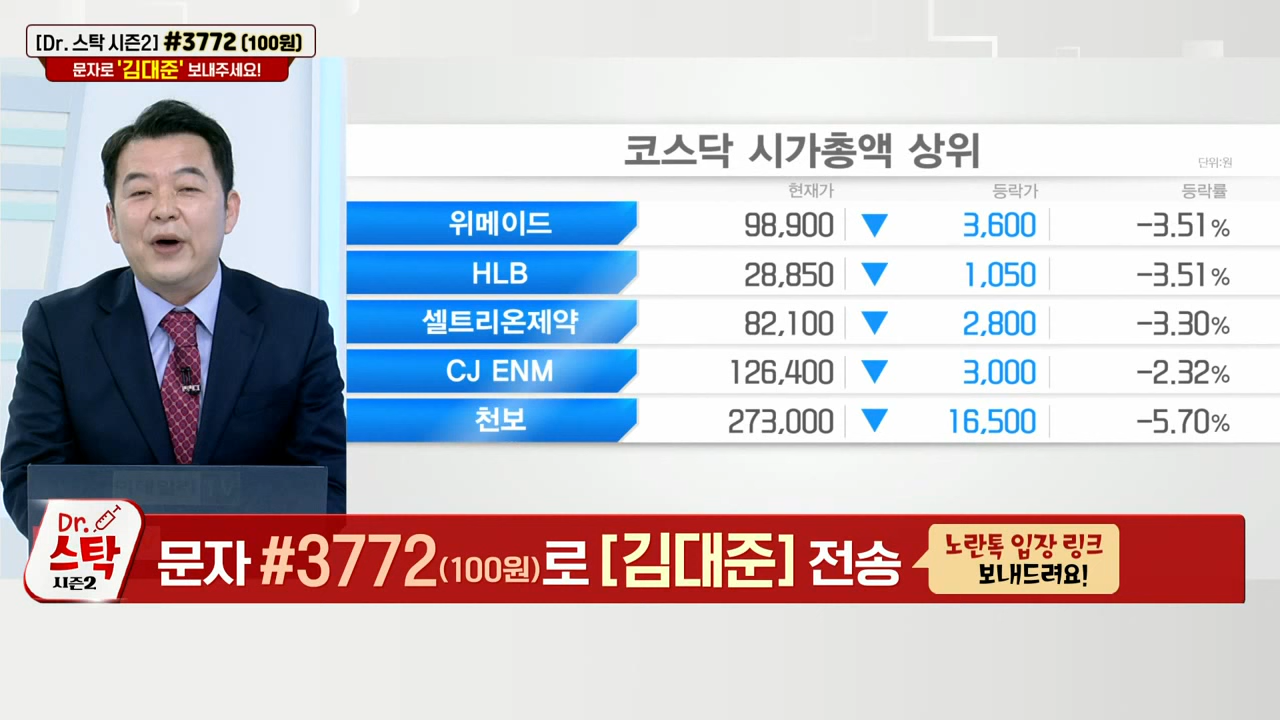 [Dr. 스탁 시즌2] #3772 (100원)
문자로 '김대준' 보내주세요!
코스닥 시가총액 상위
단위:원
현재가 등락가 등락률
위메이드 98,900 ▼ 3,600 -3.51%
HLB 28,850 ▼ 1,050 -3.51%
셀트리온제약 82,100 ▼ 2,800 -3.30%
CJ ENM 126,400 ▼ 3,000 -2.32%
천보 273,000 ▼ 16,500 -5.70%
Dr.
스탁
시즌2
문자 #3772(100원)로 [김대준] 전송
노란톡 입장 링크
보내드려요!